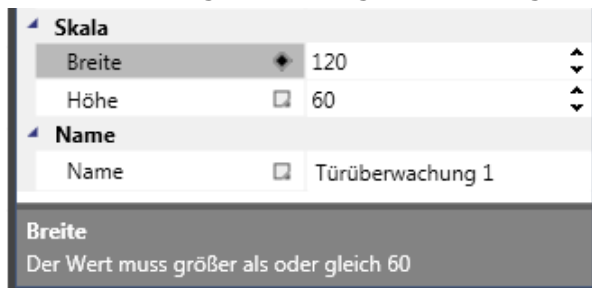 Skala
Breite 120
Höhe 60
Name
Name Türüberwachung 1
Breite
Der Wert muss größer als oder gleich 60